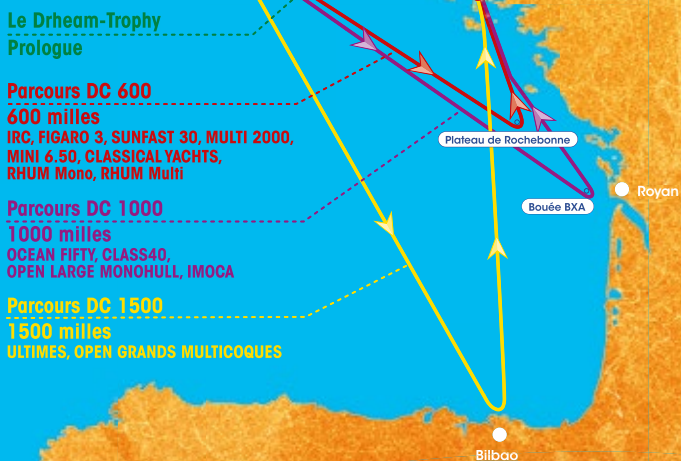 Le Drheam-Trophy
Prologue
Parcours DC 600
600 milles
IRC, FIGARO 3, SUNFAST 30, MULTI 2000,
MINI 6.50, CLASSICAL YACHTS,
RHUM Mono, RHUM Multi
Parcours DC 1000
1000 milles
OCEAN FIFTY, CLASS40,
OPEN LARGE MONOHULL, IMOCA
Parcours DC 1500
1500 milles
ULTIMES, OPEN GRANDS MULTICOQUES
Plateau de Rochebonne
Royan
Bouée BXA
Bilbao